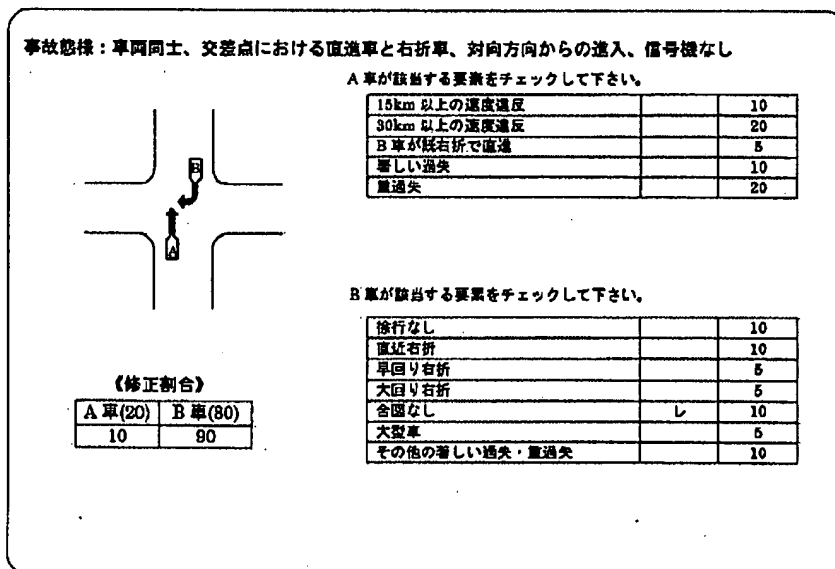 事故態様：車両同士、交差点における直進車と右折車、対向方向からの進入、信号機なし
A 車が該当する要素をチェックして下さい。
15km 以上の速度違反 10
30km 以上の速度違反 20
B 車が既右折で直進 5
著しい過失 10
重過失 20
B
A
B 車が該当する要素をチェックして下さい。
徐行なし 10
直近右折 10
早回り右折 5
大回り右折 5
合図なし レ 10
大型車 5
その他の著しい過失・重過失 10
《修正割合》
A 車(20) B 車(80)
10 90